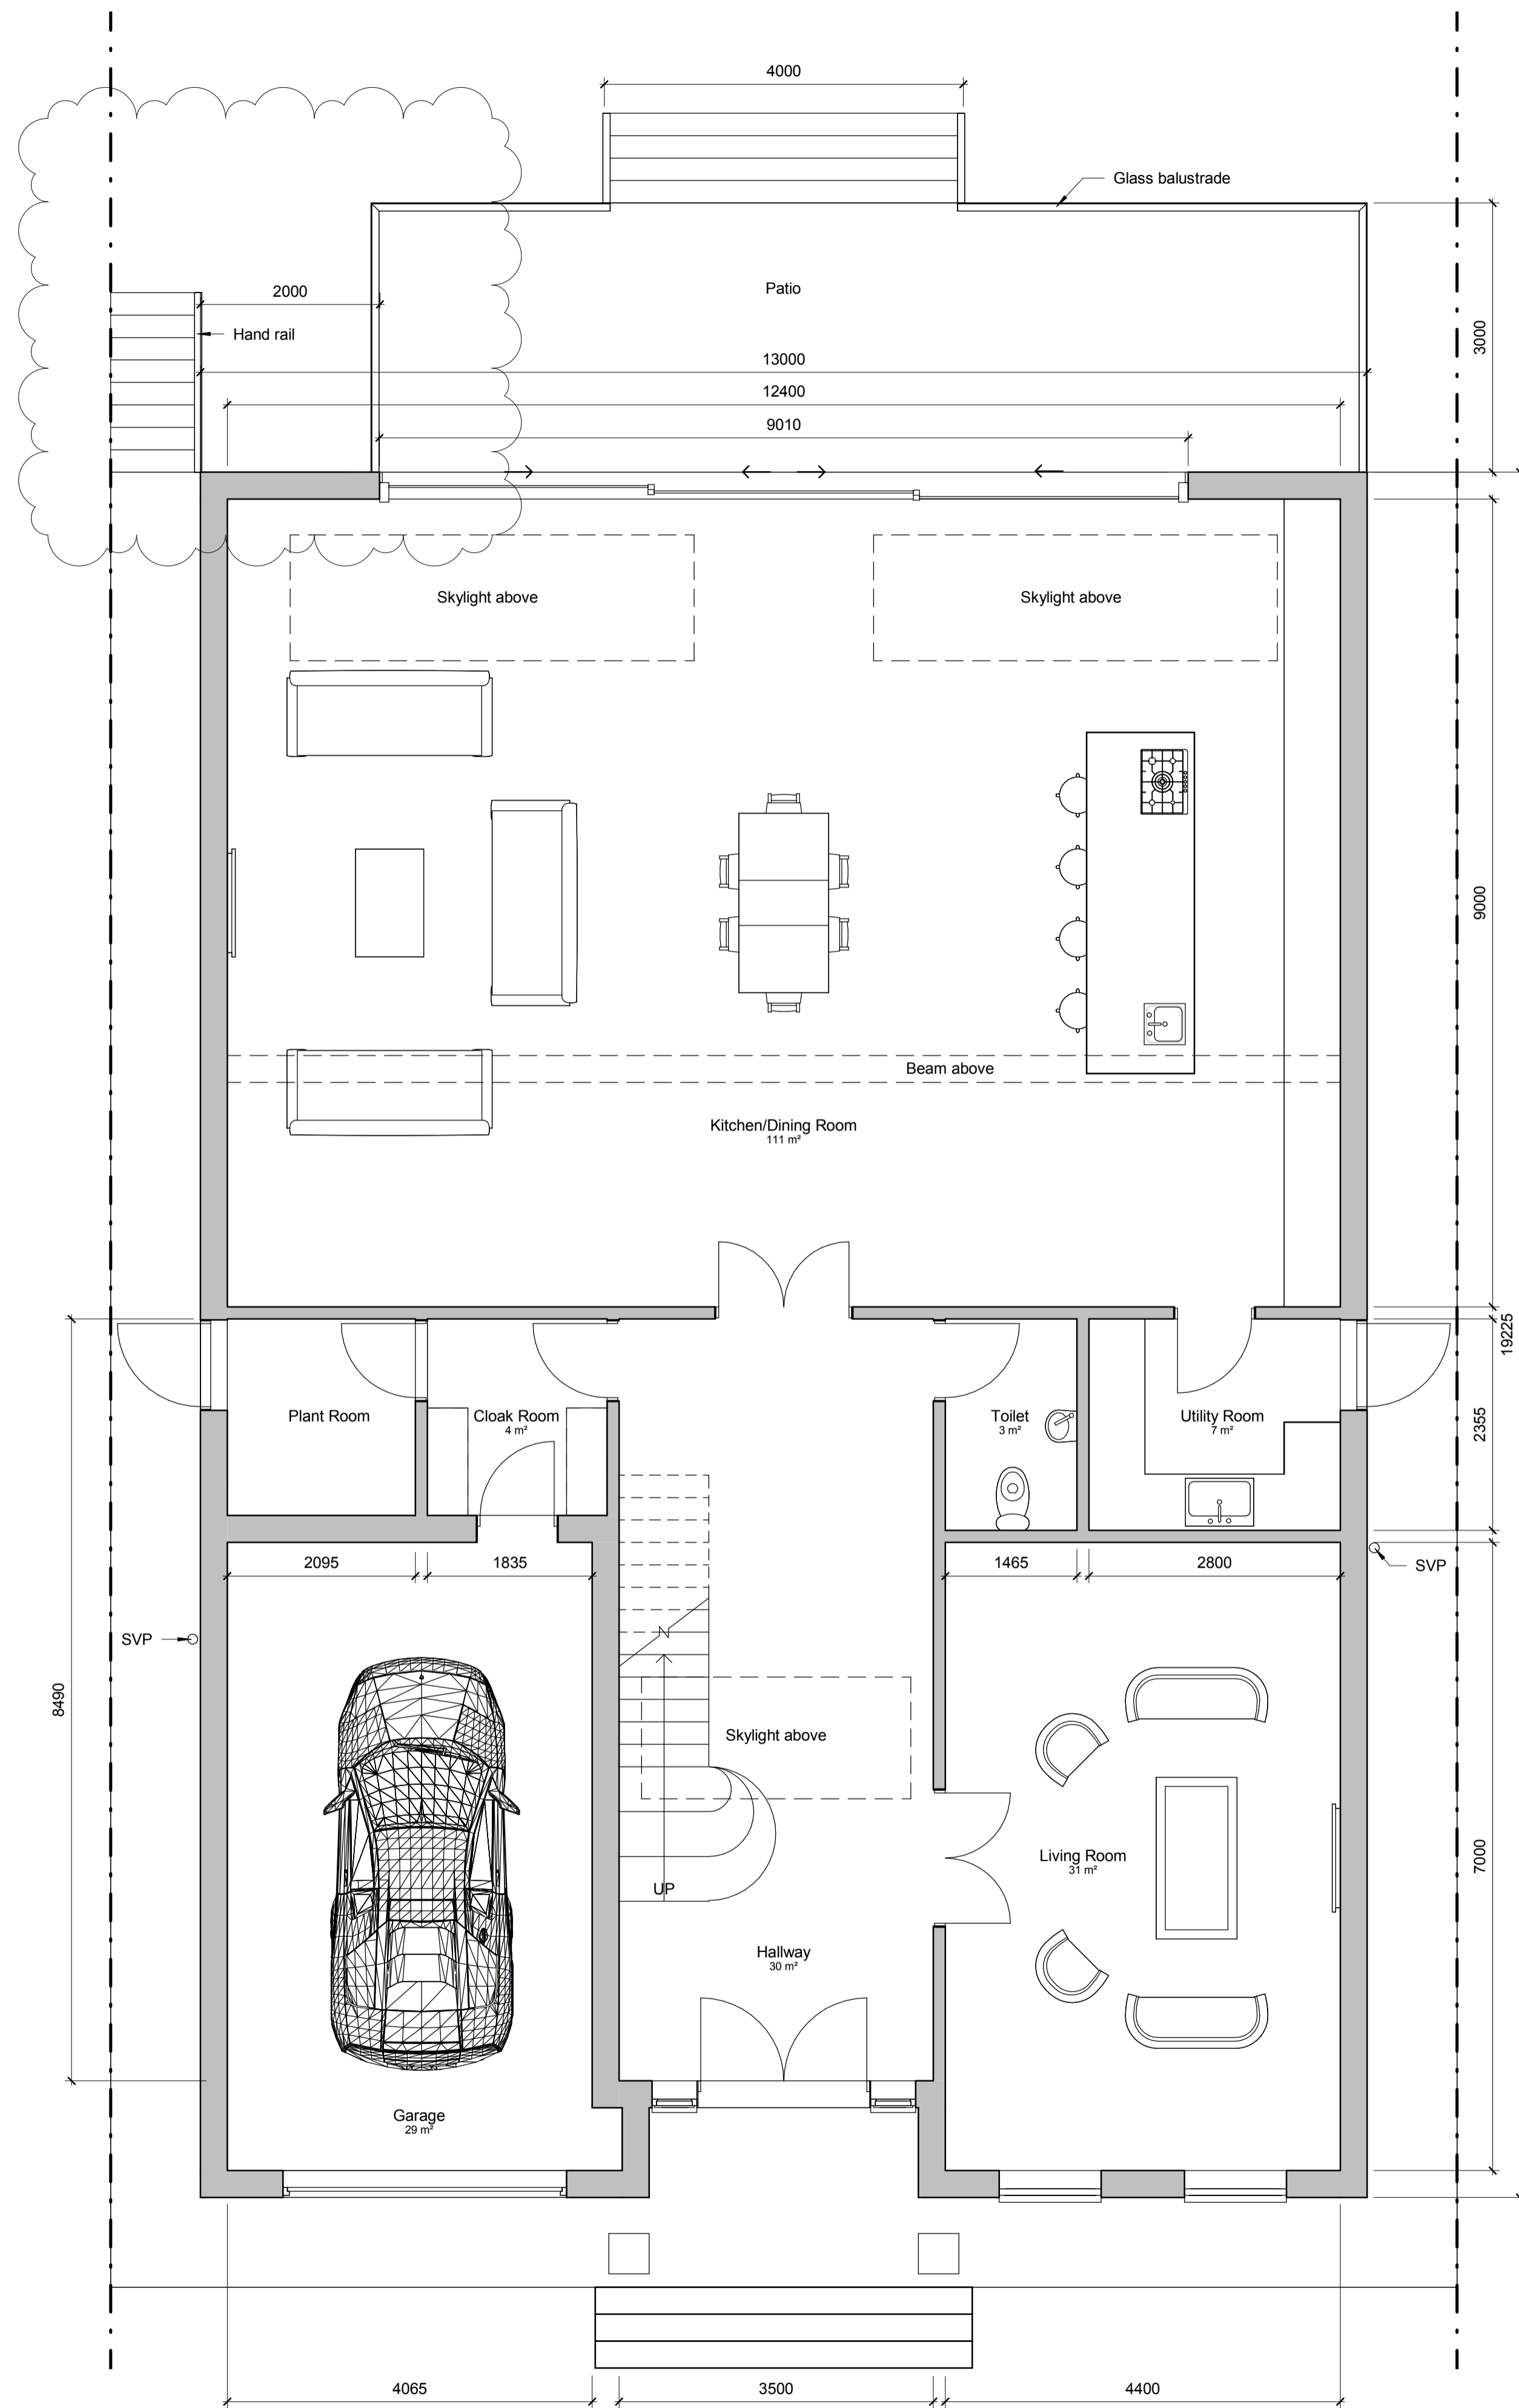 4000
Glass balustrade
2000
Patio
Hand rail
3000
13000
12400
9010
Skylight above
Skylight above
9000
Beam above
Kitchen/Dining Room
111 m²
19225
Plant Room
Cloak Room
4 m²
Toilet
3 m²
Utility Room
7 m²
2355
2095
1835
1465
2800
SVP
SVP
8490
Skylight above
Living Room
31 m²
7000
UP
Hallway
30 m²
Garage
29 m²
4065
3500
4400